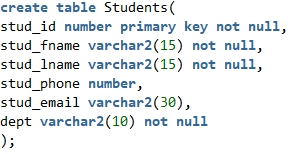 create table Students(
stud_id number primary key not null,
stud_fname varchar2(15) not null,
stud_lname varchar2(15) not null,
stud_phone number,
stud_email varchar2(30),
dept varchar2(10) not null
);